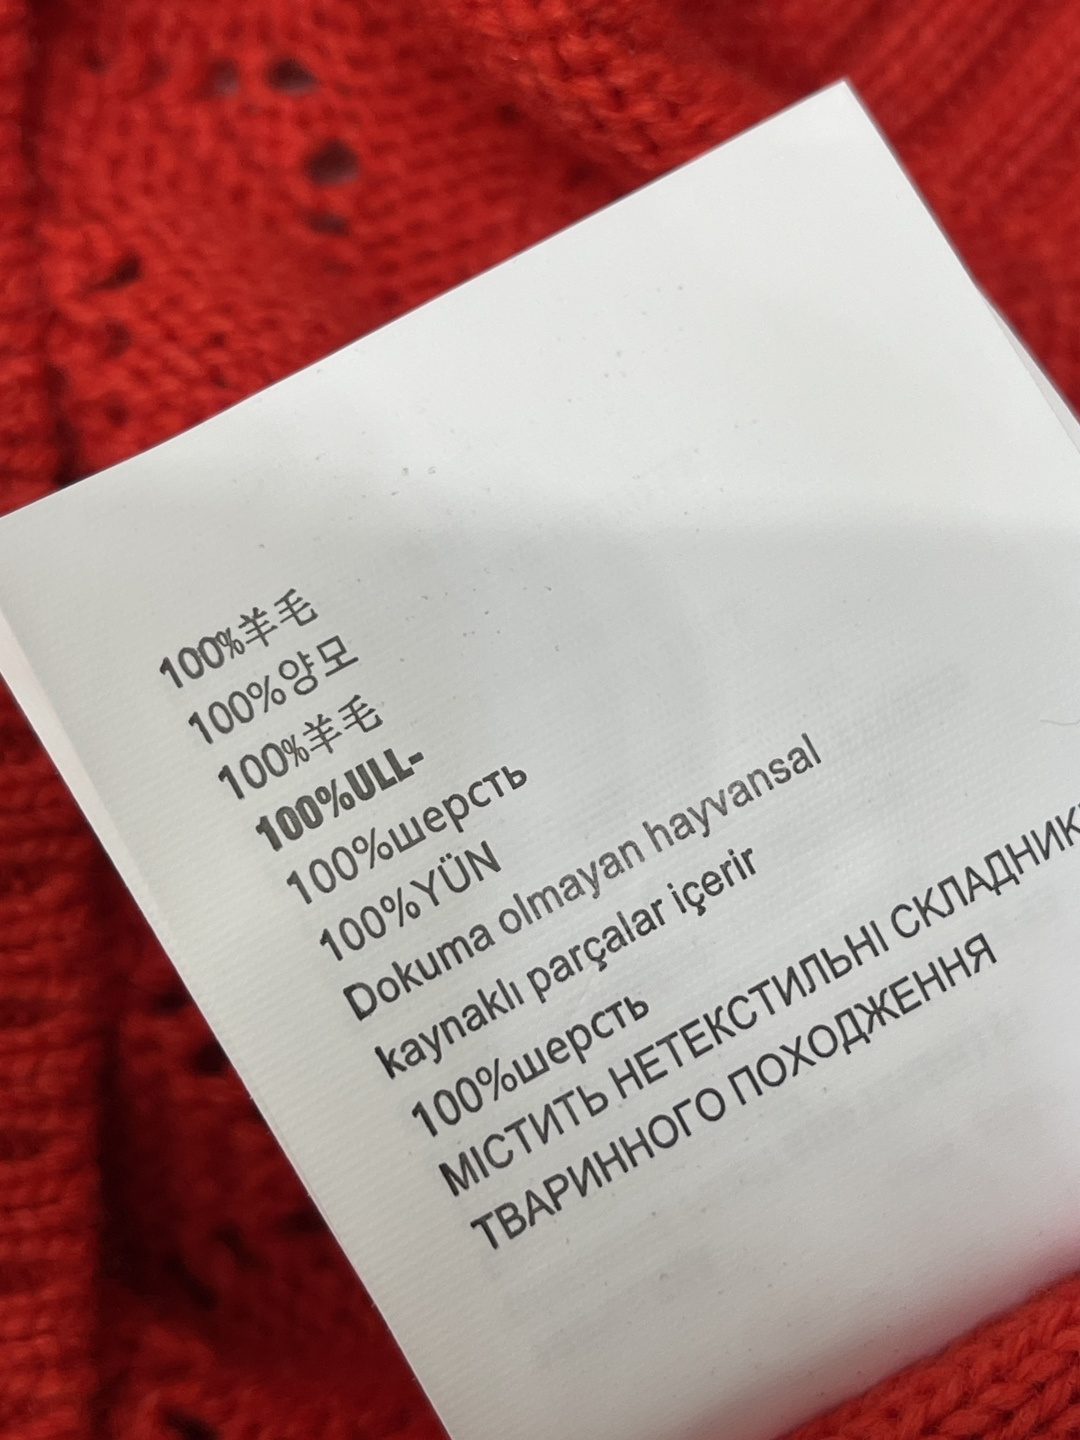 100%羊毛
100%양모
100%羊毛
100%ULL-
100%шерсть
100%YÜN
Dokuma olmayan hayvansal
kaynaklı parçalar içerir
100%шерсть
МІСТИТЬ НЕТЕКСТИЛЬНІ СКЛАДНИКИ
ТВАРИННОГО ПОХОДЖЕННЯ